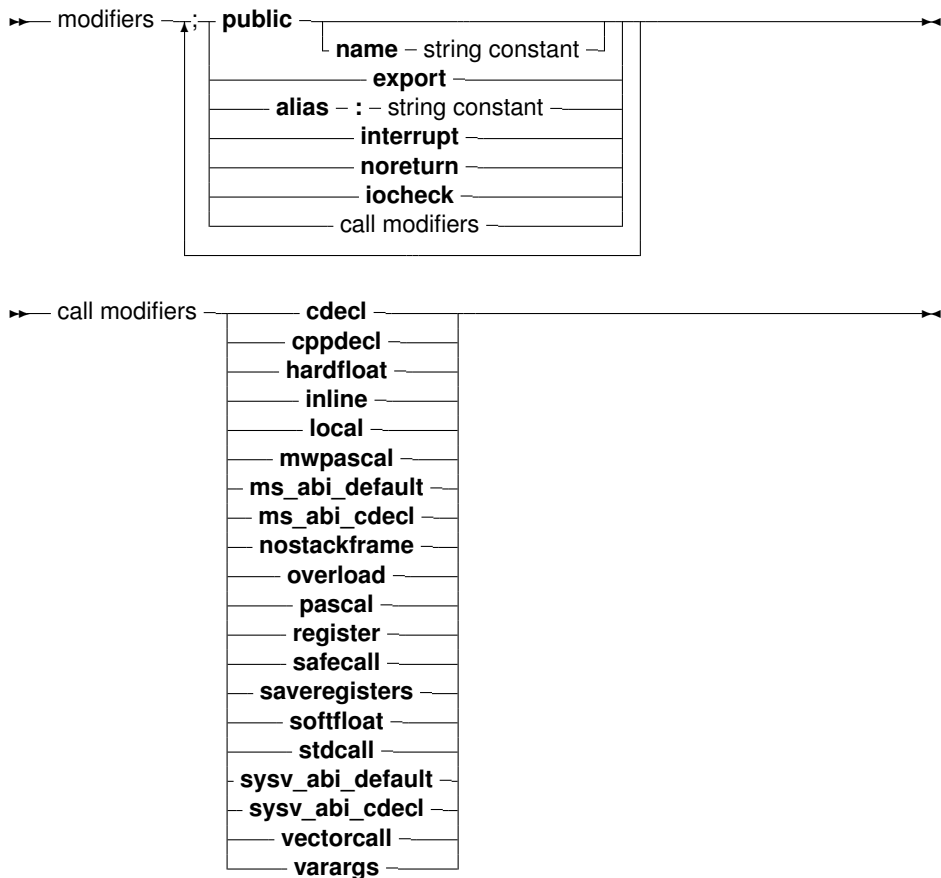 modifiers ; public
name string constant
export
alias : string constant
interrupt
noreturn
iocheck
call modifiers
call modifiers cdecl
cppdecl
hardfloat
inline
local
mwpascal
ms_abi_default
ms_abi_cdecl
nostackframe
overload
pascal
register
safecall
saveregisters
softfloat
stdcall
sysv_abi_default
sysv_abi_cdecl
vectorcall
varargs